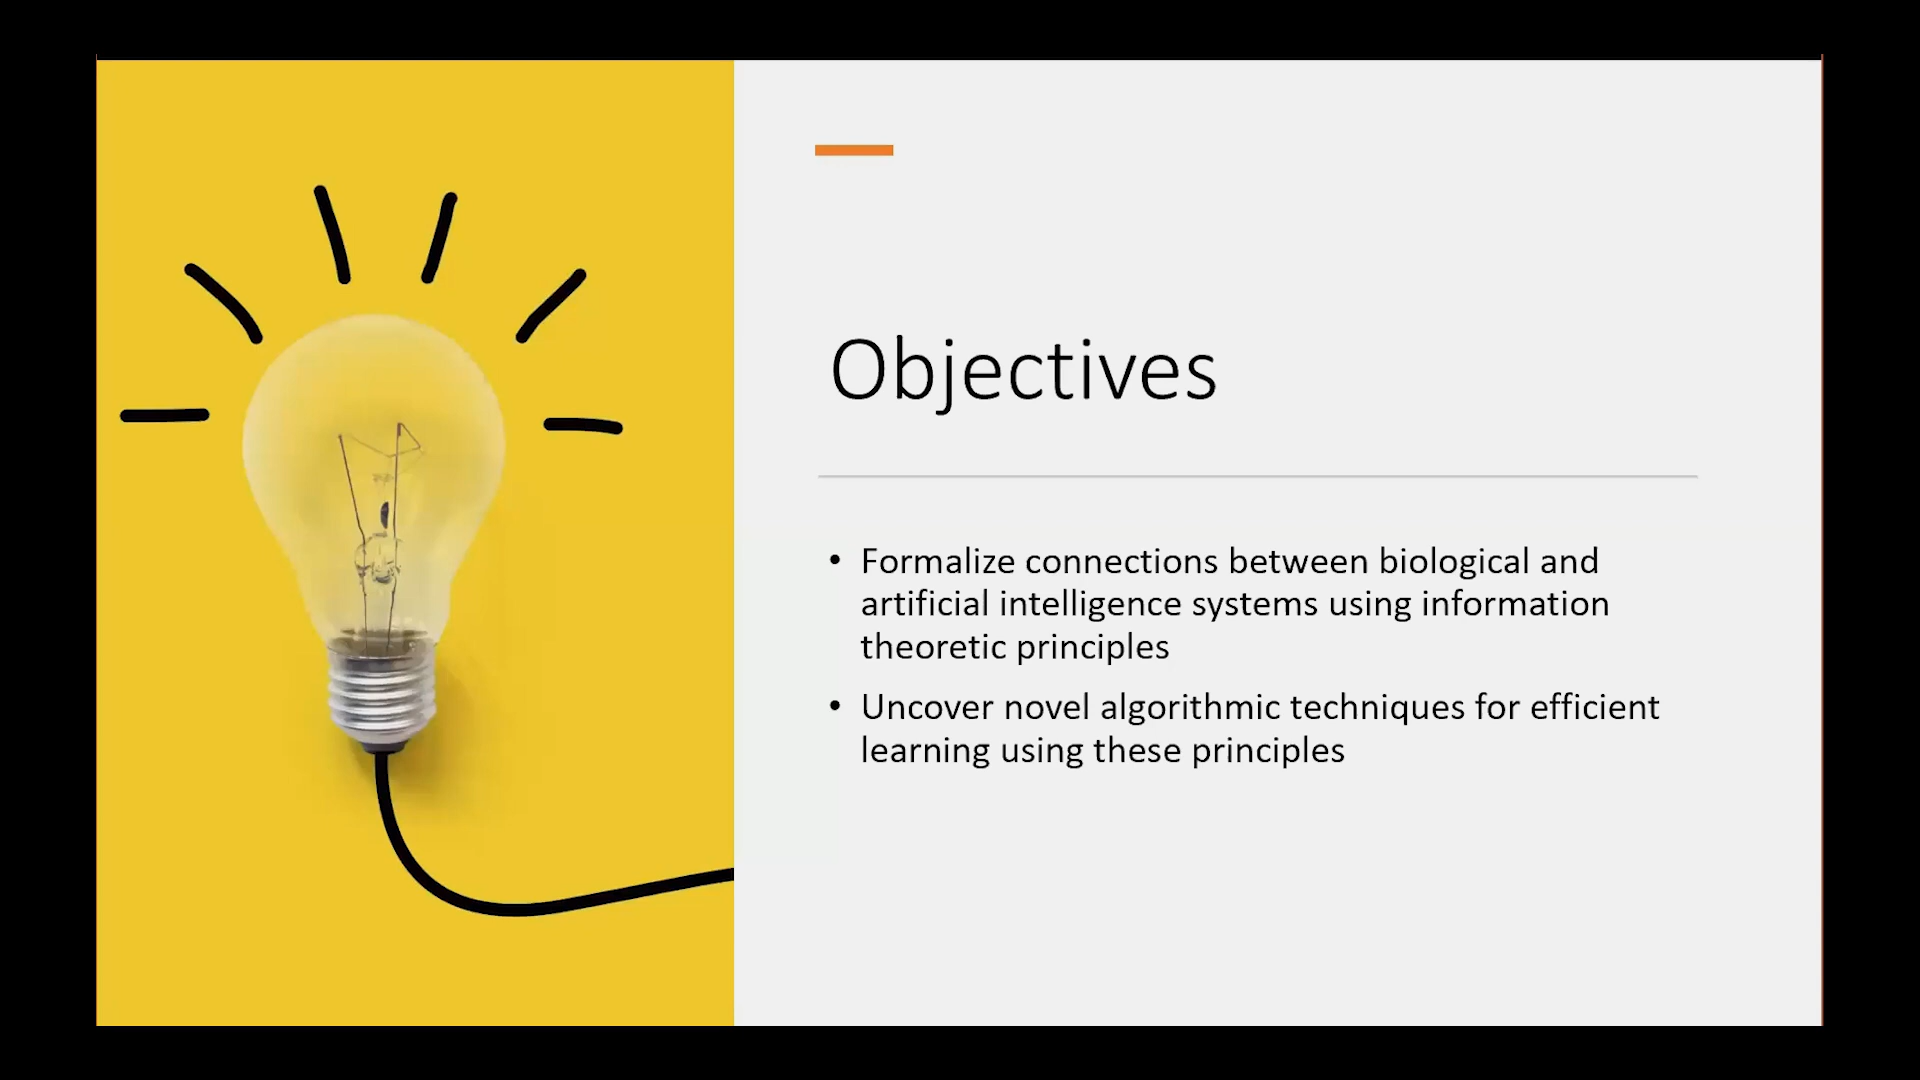 Objectives
• Formalize connections between biological and
artificial intelligence systems using information
theoretic principles
• Uncover novel algorithmic techniques for efficient
learning using these principles